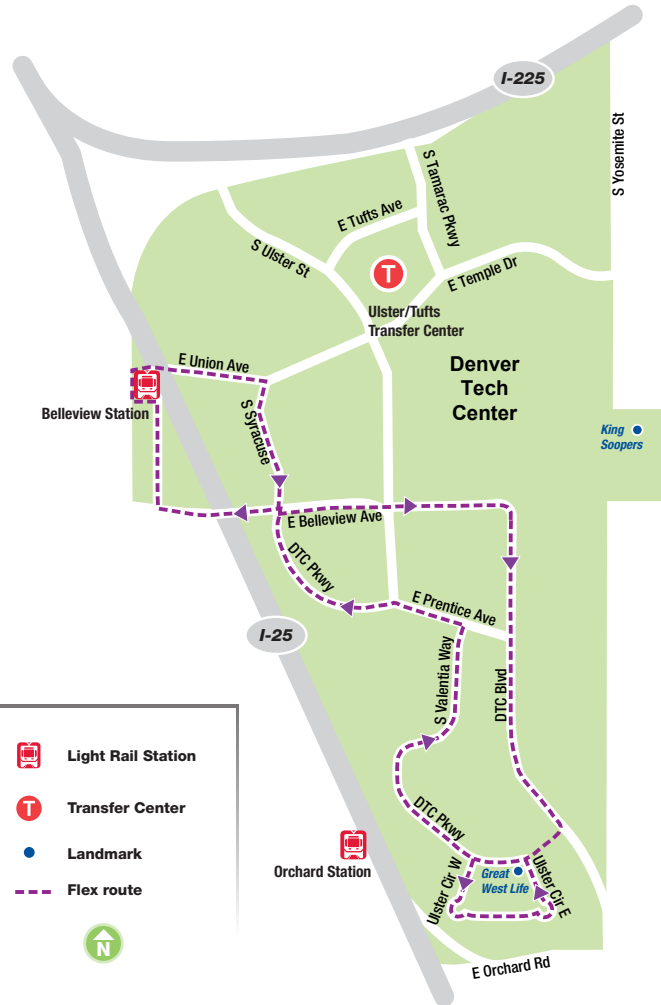 I-225
S Yosemite St
S Tamarac Pkwy
E Tufts Ave
S Ulster St
E Temple Dr
T
Ulster/Tufts
Transfer Center
E Union Ave
Denver
Tech
Center
Belleview Station
S Syracuse
King
Soopers
E Belleview Ave
DTC Pkwy
E Prentice Ave
I-25
S Valentia Way
DTC Blvd
Light Rail Station
T
Transfer Center
DTC Pkwy
Orchard Station
Landmark
Great
West Life
Ulster Cir W
Ulster Cir E
Flex route
N
E Orchard Rd